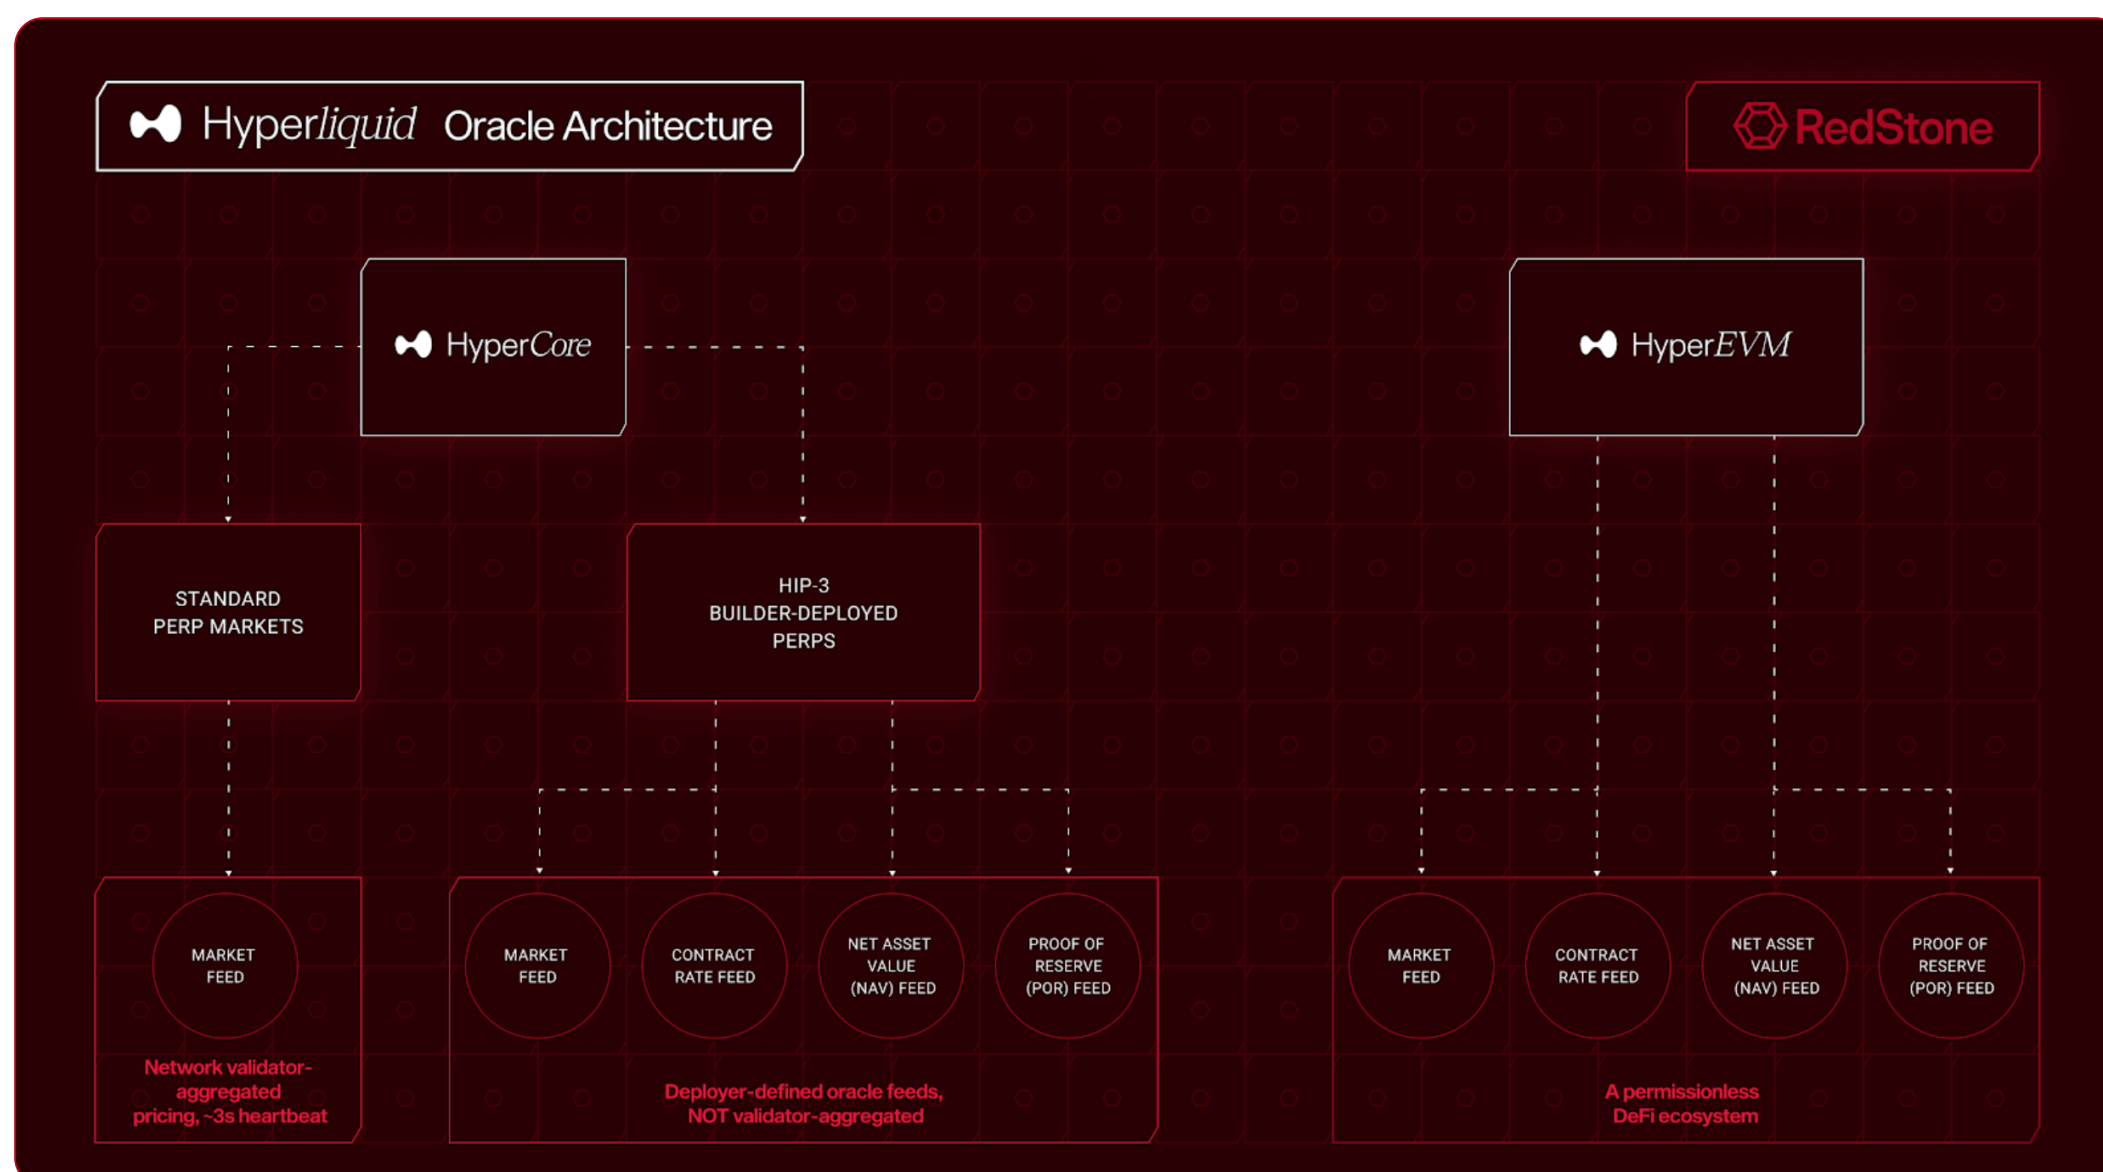 Hyperliquid Oracle Architecture
RedStone
HyperCore
HyperEVM
STANDARD
PERP MARKETS
HIP-3
BUILDER-DEPLOYED
PERPS
MARKET
FEED
Network validator-
aggregated
pricing, ~3s heartbeat
MARKET
FEED
CONTRACT
RATE FEED
NET ASSET
VALUE
(NAV) FEED
PROOF OF
RESERVE
(POR) FEED
Deployer-defined oracle feeds,
NOT validator-aggregated
MARKET
FEED
CONTRACT
RATE FEED
NET ASSET
VALUE
(NAV) FEED
PROOF OF
RESERVE
(POR) FEED
A permissionless
DeFi ecosystem